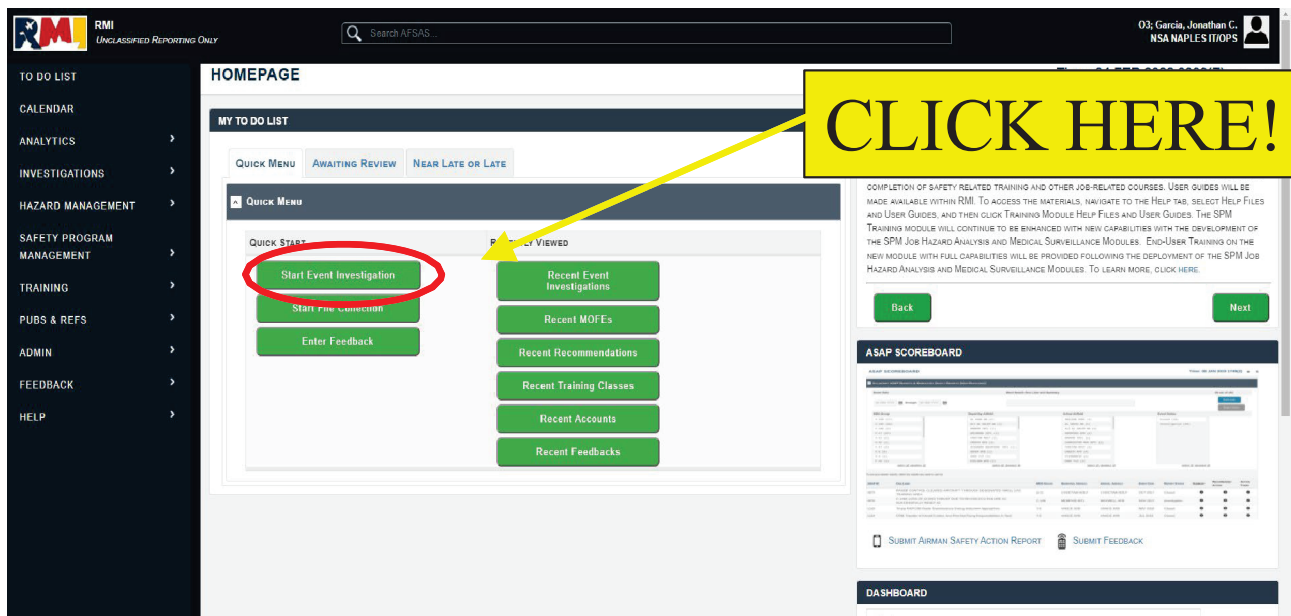 RMI
RMI
UNCLASSIFIED REPORTING ONLY
Search AFSAS...
O3; Garcia, Jonathan C.
NSA NAPLES IT/OPS
TO DO LIST
CALENDAR
ANALYTICS
INVESTIGATIONS
HAZARD MANAGEMENT
SAFETY PROGRAM
MANAGEMENT
TRAINING
PUBS & REFS
ADMIN
FEEDBACK
HELP
HOMEPAGE
CLICK HERE!
MY TO DO LIST
QUICK MENU AWAITING REVIEW NEAR LATE OR LATE
QUICK MENU
QUICK START
Start Event Investigation
Start File Collection
Enter Feedback
VIEWED
Recent Event
Investigations
Recent MOFEs
Recent Recommendations
Recent Training Classes
Recent Accounts
Recent Feedbacks
COMPLETION OF SAFETY RELATED TRAINING AND OTHER JOB-RELATED COURSES. USER GUIDES WILL BE
MADE AVAILABLE WITHIN RMI. TO ACCESS THE MATERIALS, NAVIGATE TO THE HELP TAB, SELECT HELP FILES
AND USER GUIDES, AND THEN CLICK TRAINING MODULE HELP FILES AND USER GUIDES. THE SPM
TRAINING MODULE WILL CONTINUE TO BE ENHANCED WITH NEW CAPABILITIES WITH THE DEVELOPMENT OF
THE SPM JOB HAZARD ANALYSIS AND MEDICAL SURVEILLANCE MODULES. END-USER TRAINING ON THE
NEW MODULE WITH FULL CAPABILITIES WILL BE PROVIDED FOLLOWING THE DEPLOYMENT OF THE SPM JOB
HAZARD ANALYSIS AND MEDICAL SURVEILLANCE MODULES. TO LEARN MORE, CLICK HERE.
Back Next
ASAP SCOREBOARD
SUBMIT AIRMAN SAFETY ACTION REPORT SUBMIT FEEDBACK
DASHBOARD